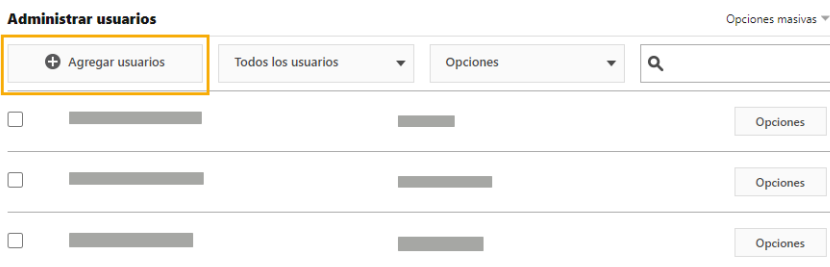 Administrar usuarios
Opciones masivas
Agregar usuarios
Todos los usuarios
Opciones
Opciones
Opciones
Opciones